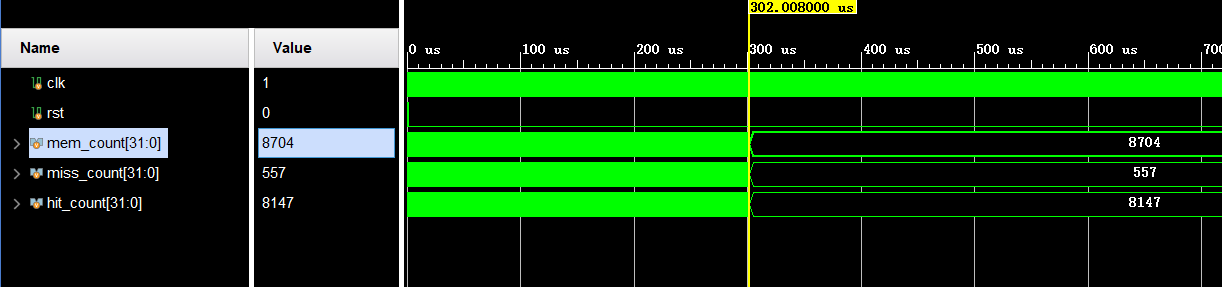 302.008000 us
Name Value 0 us 100 us 200 us 300 us 400 us 500 us 600 us 700
clk 1
rst 0
mem_count[31:0] 8704 8704
miss_count[31:0] 557 557
hit_count[31:0] 8147 8147